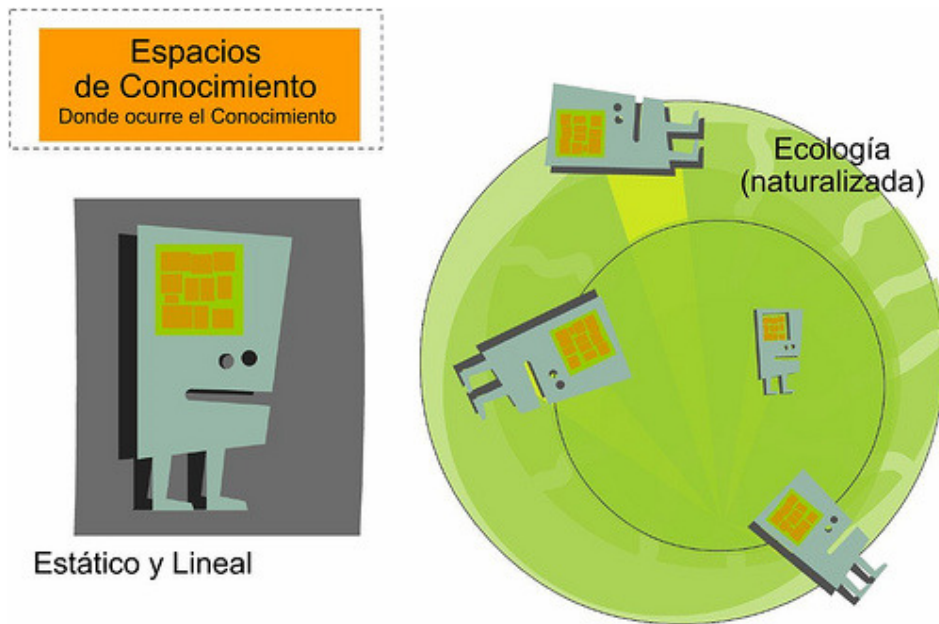 Espacios
de Conocimiento
Donde ocurre el Conocimiento
Ecología
(naturalizada)
Estático y Lineal